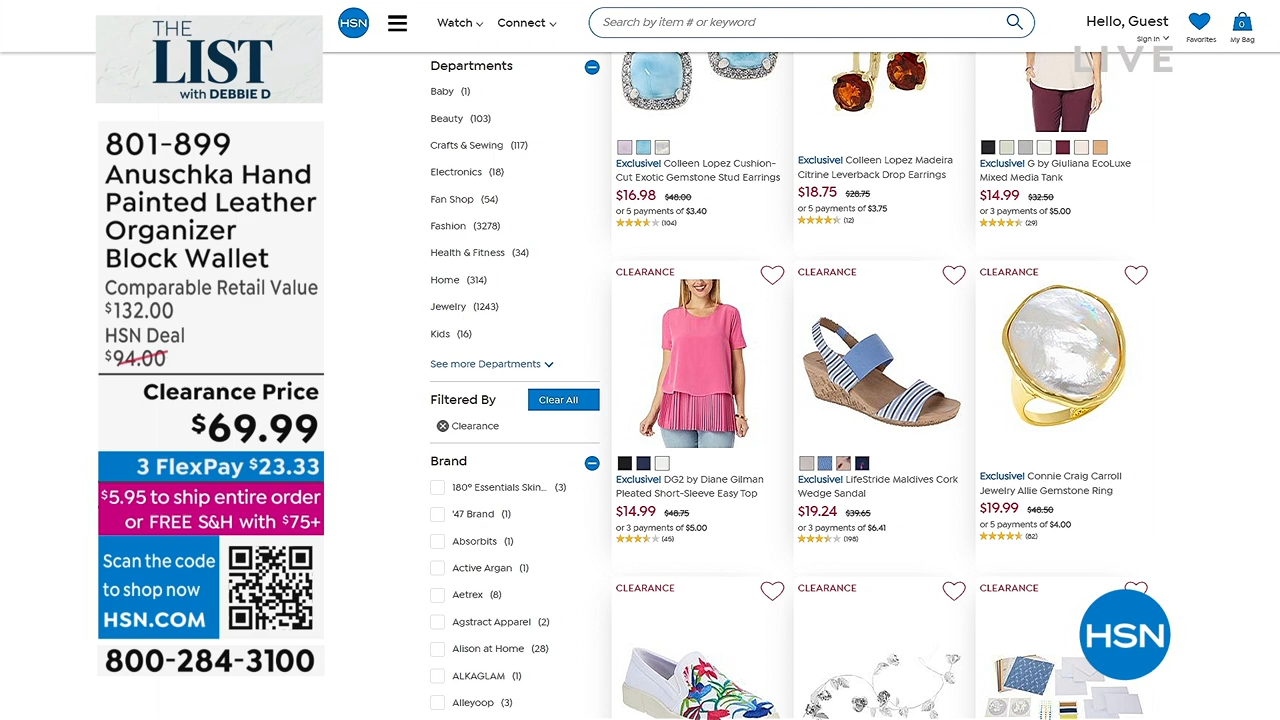 THE
LIST
with DEBBIE D
801-899
Anuschka Hand
Painted Leather
Organizer
Block Wallet
Comparable Retail Value
$132.00
HSN Deal
$94.00
Clearance Price
$69.99
3 FlexPay $23.33
$5.95 to ship entire order
or FREE S&H with $75+
Scan the code
to shop now
HSN.COM
800-284-3100
HSN
Watch
Connect
Search by item # or keyword
Hello, Guest
Sign In
Favorites
0
My Bag
LIVE
Departments
Baby (1)
Beauty (103)
Crafts & Sewing (117)
Electronics (18)
Fan Shop (54)
Fashion (3278)
Health & Fitness (34)
Home (314)
Jewelry (1243)
Kids (16)
See more Departments
Filtered By
Clear All
Clearance
Brand
180º Essentials Skin... (3)
'47 Brand (1)
Absorbits (1)
Active Argan (1)
Aetrex (8)
Agstract Apparel (2)
Alison at Home (28)
ALKAGLAM (1)
Alleyoop (3)
Exclusive! Colleen Lopez Cushion-
Cut Exotic Gemstone Stud Earrings
$16.98 $48.00
or 5 payments of $3.40
(104)
Exclusive! Colleen Lopez Madeira
Citrine Leverback Drop Earrings
$18.75 $28.75
or 5 payments of $3.75
(12)
Exclusive! G by Giuliana EcoLuxe
Mixed Media Tank
$14.99 $32.50
or 3 payments of $5.00
(29)
CLEARANCE
Exclusive! DG2 by Diane Gilman
Pleated Short-Sleeve Easy Top
$14.99 $48.75
or 3 payments of $5.00
(45)
CLEARANCE
Exclusive! LifeStride Maldives Cork
Wedge Sandal
$19.24 $39.65
or 3 payments of $6.41
(198)
CLEARANCE
Exclusive! Connie Craig Carroll
Jewelry Allie Gemstone Ring
$19.99 $48.50
or 5 payments of $4.00
(82)
CLEARANCE
CLEARANCE
CLEARANCE
HSN